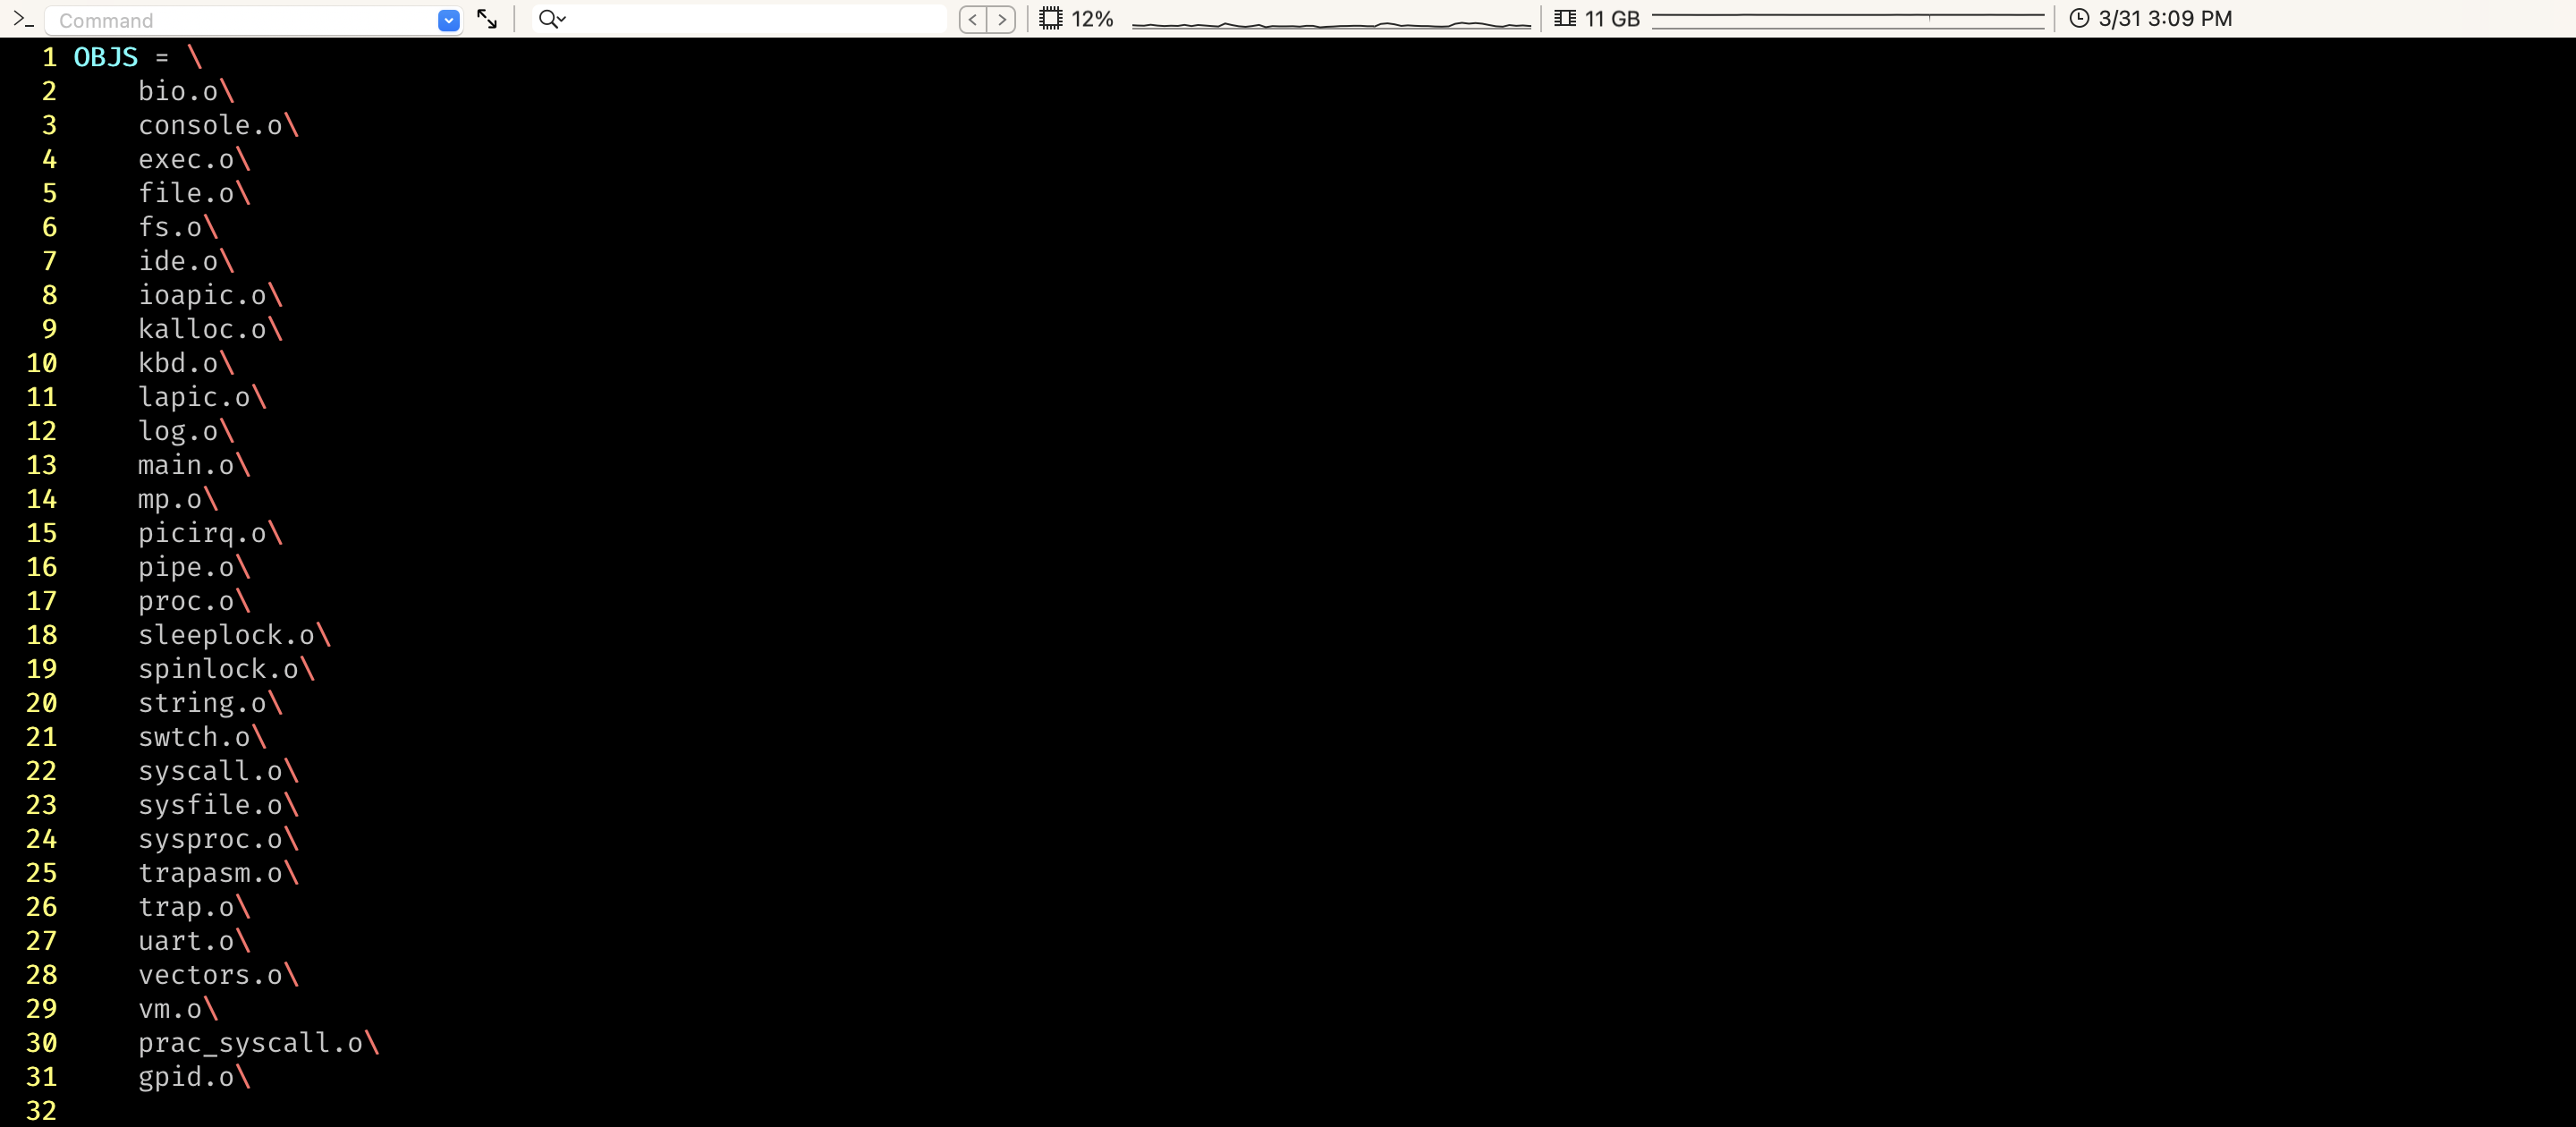 >_ Command 12% 11 GB 3/31 3:09 PM
1 OBJS = \
2 bio.o\
3 console.o\
4 exec.o\
5 file.o\
6 fs.o\
7 ide.o\
8 ioapic.o\
9 kalloc.o\
10 kbd.o\
11 lapic.o\
12 log.o\
13 main.o\
14 mp.o\
15 picirq.o\
16 pipe.o\
17 proc.o\
18 sleeplock.o\
19 spinlock.o\
20 string.o\
21 swtch.o\
22 syscall.o\
23 sysfile.o\
24 sysproc.o\
25 trapasm.o\
26 trap.o\
27 uart.o\
28 vectors.o\
29 vm.o\
30 prac_syscall.o\
31 gpid.o\
32